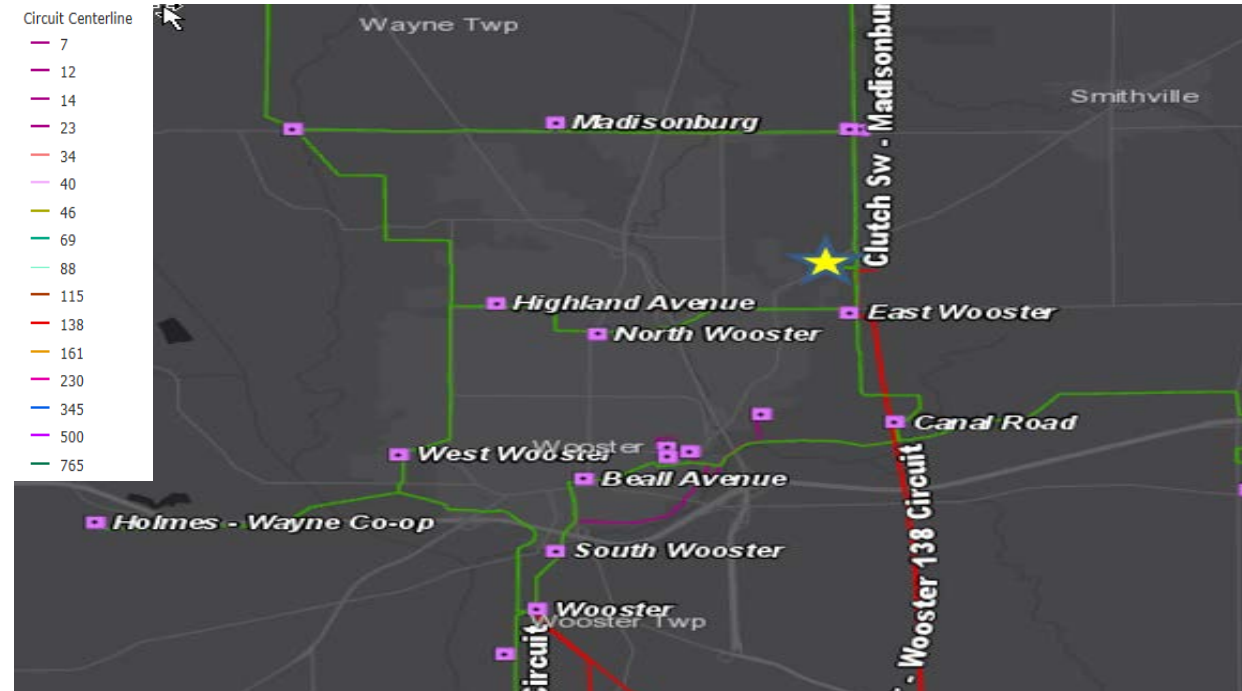 Circuit Centerline
7
12
14
23
34
40
46
69
88
115
138
161
230
345
500
765
Wayne Twp
Clutch Sw - Madisonbur
Smithville
Madisonburg
Highland Avenue
East Wooster
North Wooster
Canal Road
Wooster
West Wooster
Beall Avenue
Holmes - Wayne Co-op
South Wooster
Wooster
Wooster Twp
Circuit
- Wooster 138 Circuit